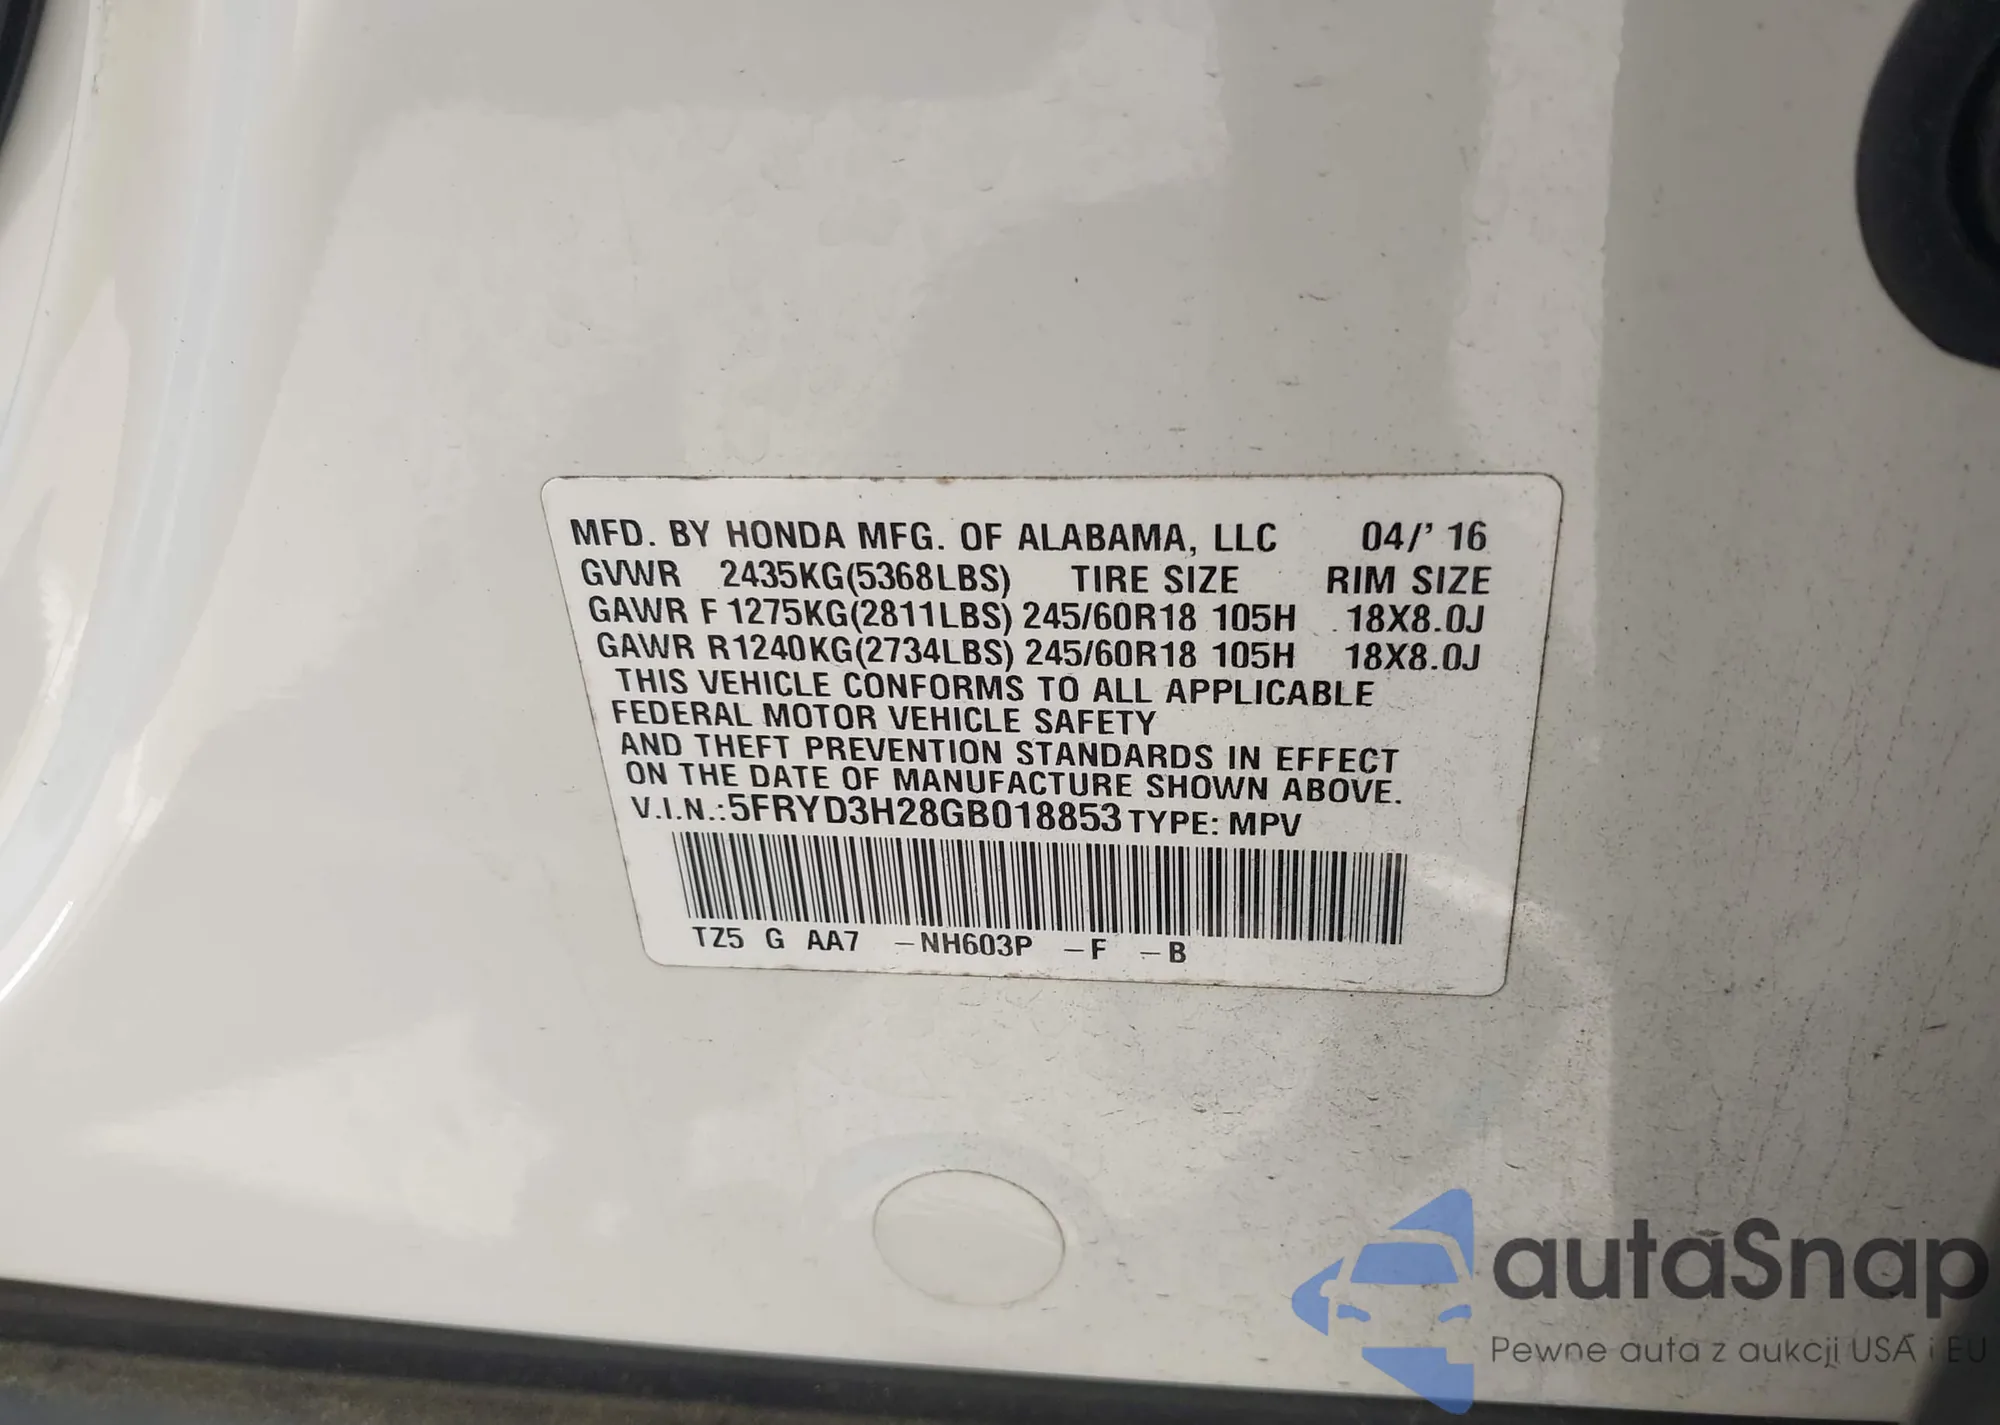 MFD. BY HONDA MFG. OF ALABAMA, LLC 04/' 16
GVWR 2435KG(5368LBS) TIRE SIZE RIM SIZE
GAWR F 1275KG(2811LBS) 245/60R18 105H 18X8.0J
GAWR R1240KG(2734LBS) 245/60R18 105H 18X8.0J
THIS VEHICLE CONFORMS TO ALL APPLICABLE
FEDERAL MOTOR VEHICLE SAFETY
AND THEFT PREVENTION STANDARDS IN EFFECT
ON THE DATE OF MANUFACTURE SHOWN ABOVE.
V.I.N.:5FRYD3H28GB018853 TYPE: MPV
TZ5 G AA7 -NH603P -F -B
autaSnap
Pewne auta z aukcji USA i EU